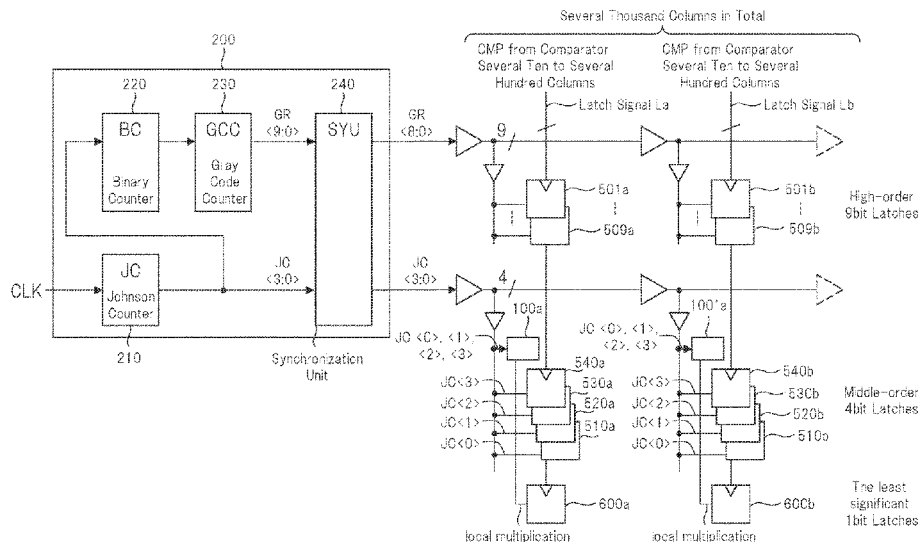 Several Thousand Columns in Total
200
CMP from Comparator
Several Ten to Several
Hundred Columns
CMP from Comparator
Several Ten to Several
Hundred Columns
220
230
240
Latch Signal La
Latch Signal Lb
BC
Binary
Counter
GCC
Gray
Code
Counter
GR
<9:0>
SYU
GR
<8:0>
9
501a
509a
501b
509b
High-order
9bit Latches
CLK
JC
Johnson
Counter
210
JC
<3:0>
JC
<3:0>
Synchronization
Unit
4
100a
100'a
JC <0>, <1>,
<2>, <3>
JC <0>, <1>,
<2>, <3>
540a
530a
520a
510a
JC<3>
JC<2>
JC<1>
JC<0>
540b
530b
520b
510b
JC<3>
JC<2>
JC<1>
JC<0>
Middle-order
4bit Latches
600a
600b
The least
significant
1bit Latches
local multiplication
local multiplication